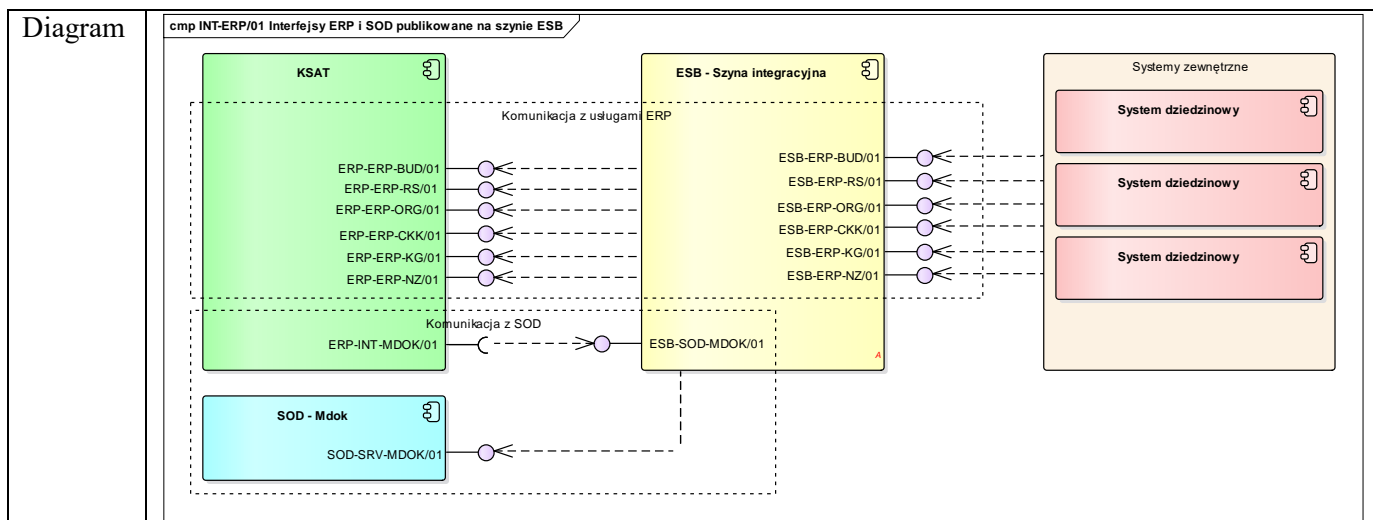 Diagram
cmp INT-ERP/01 Interfejsy ERP i SOD publikowane na szynie ESB
KSAT
ESB - Szyna integracyjna
Systemy zewnętrzne
System dziedzinowy
System dziedzinowy
System dziedzinowy
Komunikacja z usługami ERP
ERP-ERP-BUD/01
ERP-ERP-RS/01
ERP-ERP-ORG/01
ERP-ERP-CKK/01
ERP-ERP-KG/01
ERP-ERP-NZ/01
ESB-ERP-BUD/01
ESB-ERP-RS/01
ESB-ERP-ORG/01
ESB-ERP-CKK/01
ESB-ERP-KG/01
ESB-ERP-NZ/01
Komunikacja z SOD
ERP-INT-MDOK/01
ESB-SOD-MDOK/01
A
SOD - Mdok
SOD-SRV-MDOK/01